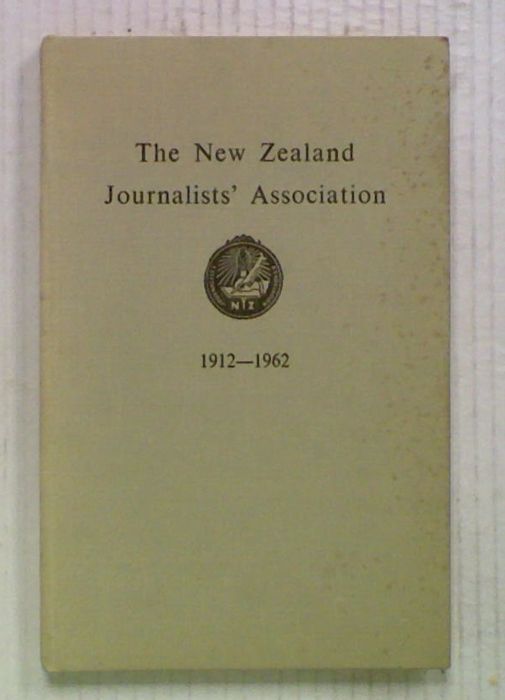 The New Zealand
Journalists' Association
N Z
1912—1962